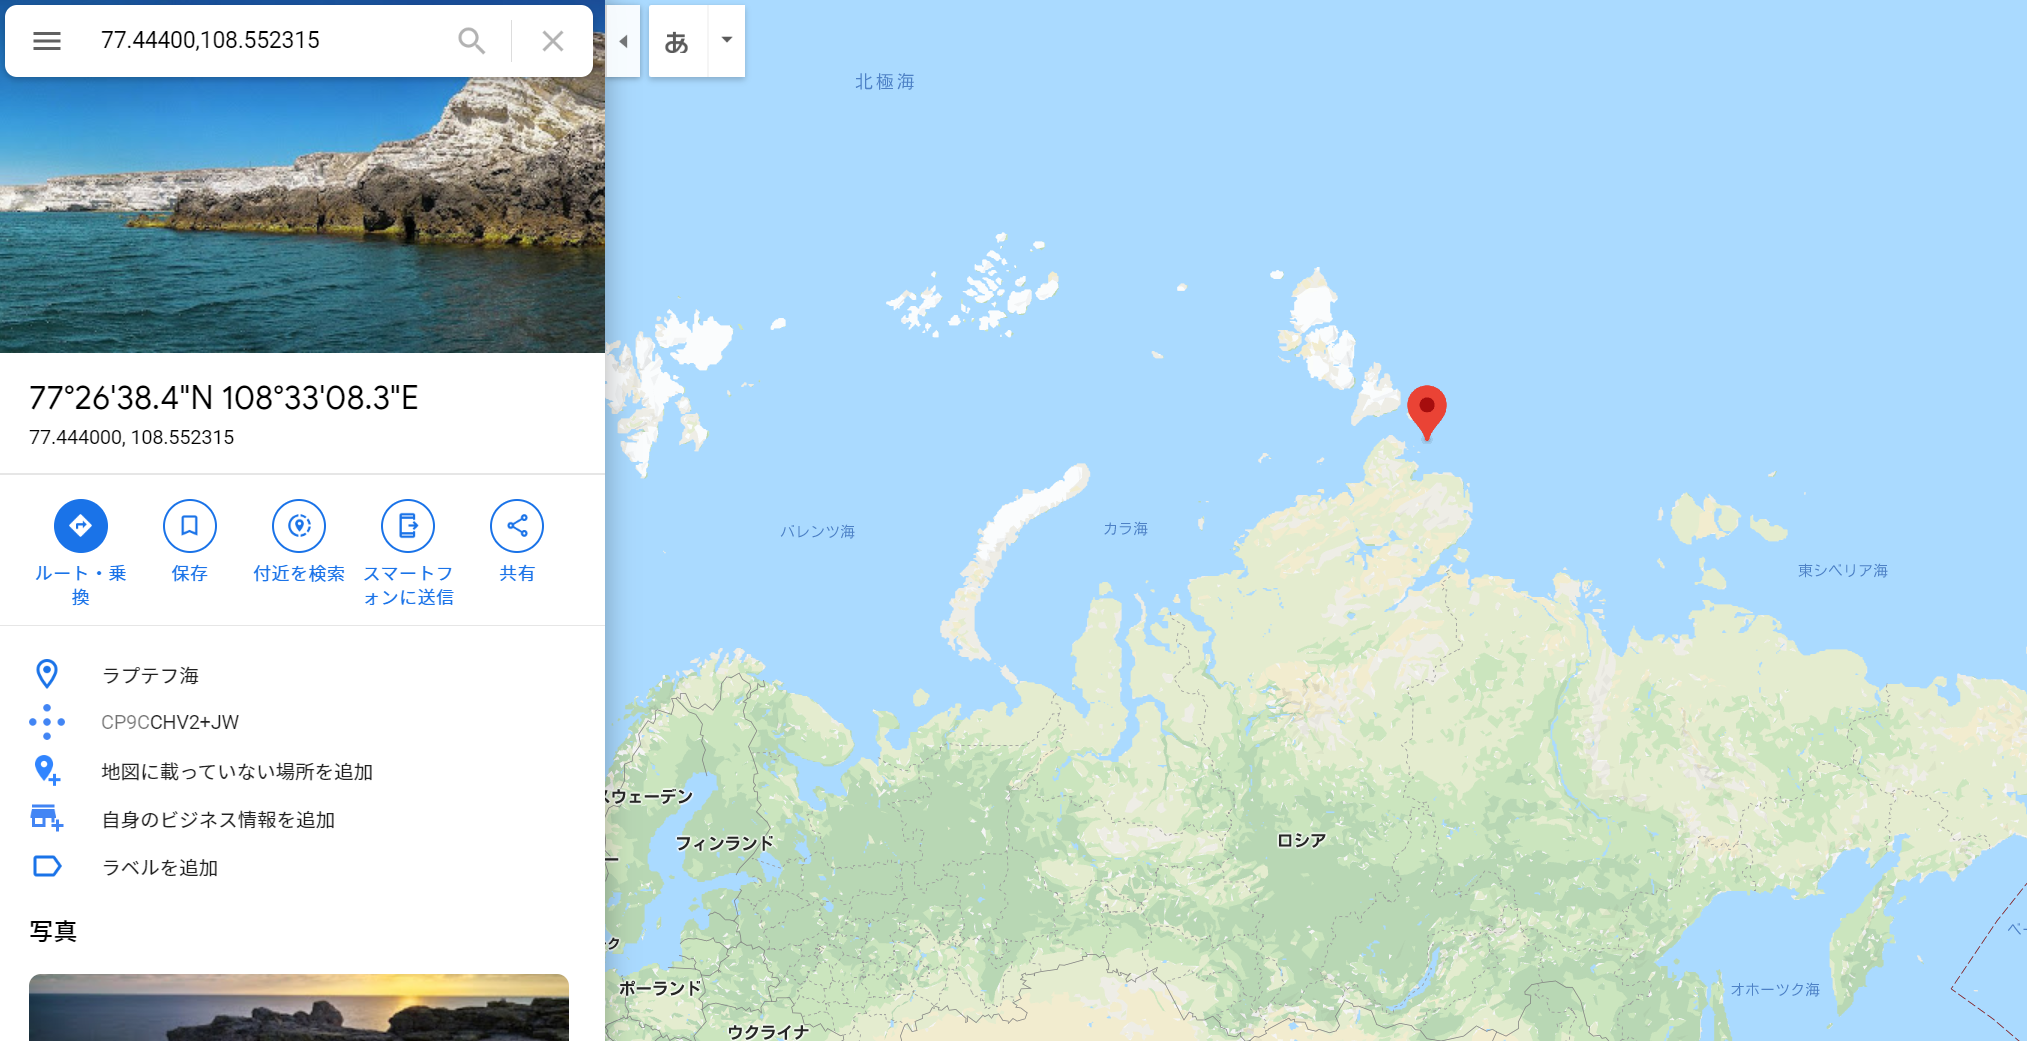 77.44400,108.552315
あ
77°26'38.4"N 108°33'08.3"E
77.444000, 108.552315
ルート・乗
換
保存
付近を検索
スマートフ
ォンに送信
共有
ラプテフ海
CP9CCHV2+JW
地図に載っていない場所を追加
自身のビジネス情報を追加
ラベルを追加
写真
北極海
バレンツ海
カラ海
東シベリア海
スウェーデン
フィンランド
ロシア
ー
ク
ポーランド
オホーツク海
ベー
ウクライナ